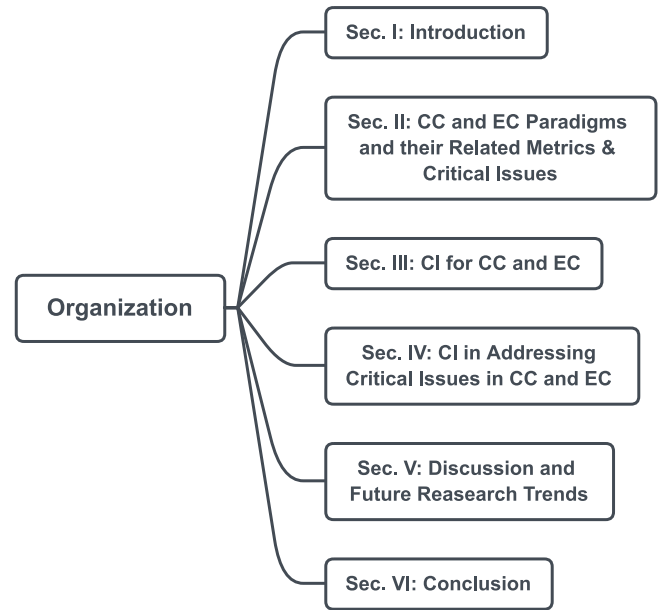 Sec. I: Introduction
Sec. II: CC and EC Paradigms
and their Related Metrics &
Critical Issues
Sec. III: CI for CC and EC
Organization
Sec. IV: CI in Addressing
Critical Issues in CC and EC
Sec. V: Discussion and
Future Reasearch Trends
Sec. VI: Conclusion